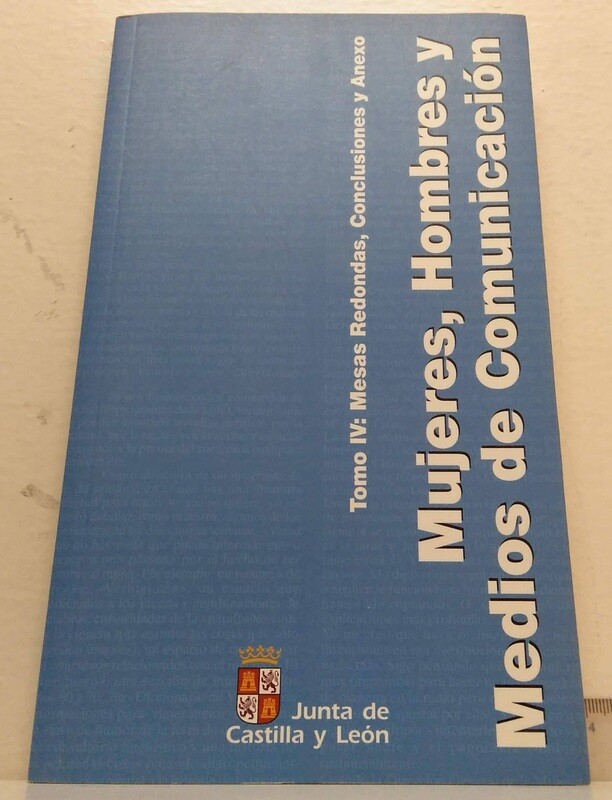 Mujeres, Hombres y
Medios de Comunicación
Tomo IV: Mesas Redondas, Conclusiones y Anexo
Junta de
Castilla y León